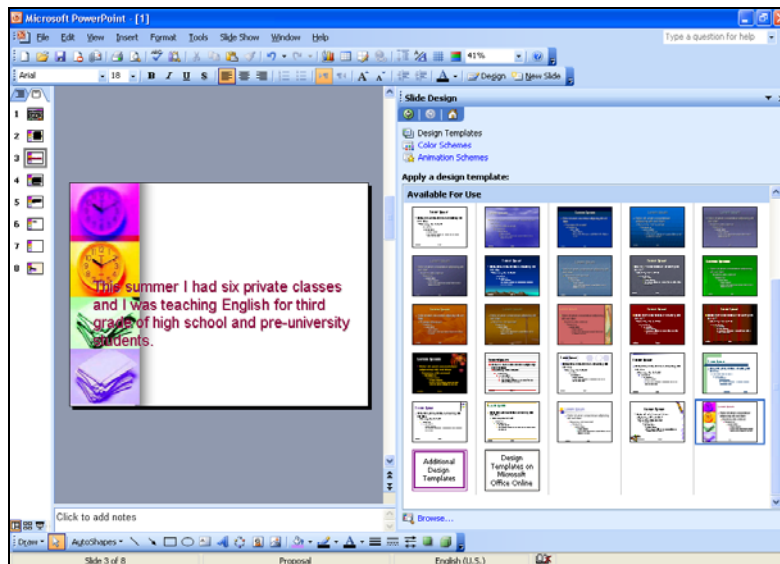 Microsoft PowerPoint - [1]
File Edit View Insert Format Tools Slide Show Window Help
Type a question for help
41%
Arial 18 B I U S A A A Design New Slide
Slide Design
Design Templates
Color Schemes
Animation Schemes
Apply a design template:
Available For Use
1
2
3
4
5
6
7
8
This summer I had six private classes
and I was teaching English for third
grade of high school and pre-university
students.
Additional
Design
Templates
Design
Templates on
Microsoft
Office Online
Click to add notes
Browse...
Draw AutoShapes A
Slide 3 of 8 Proposal English (U.S.)